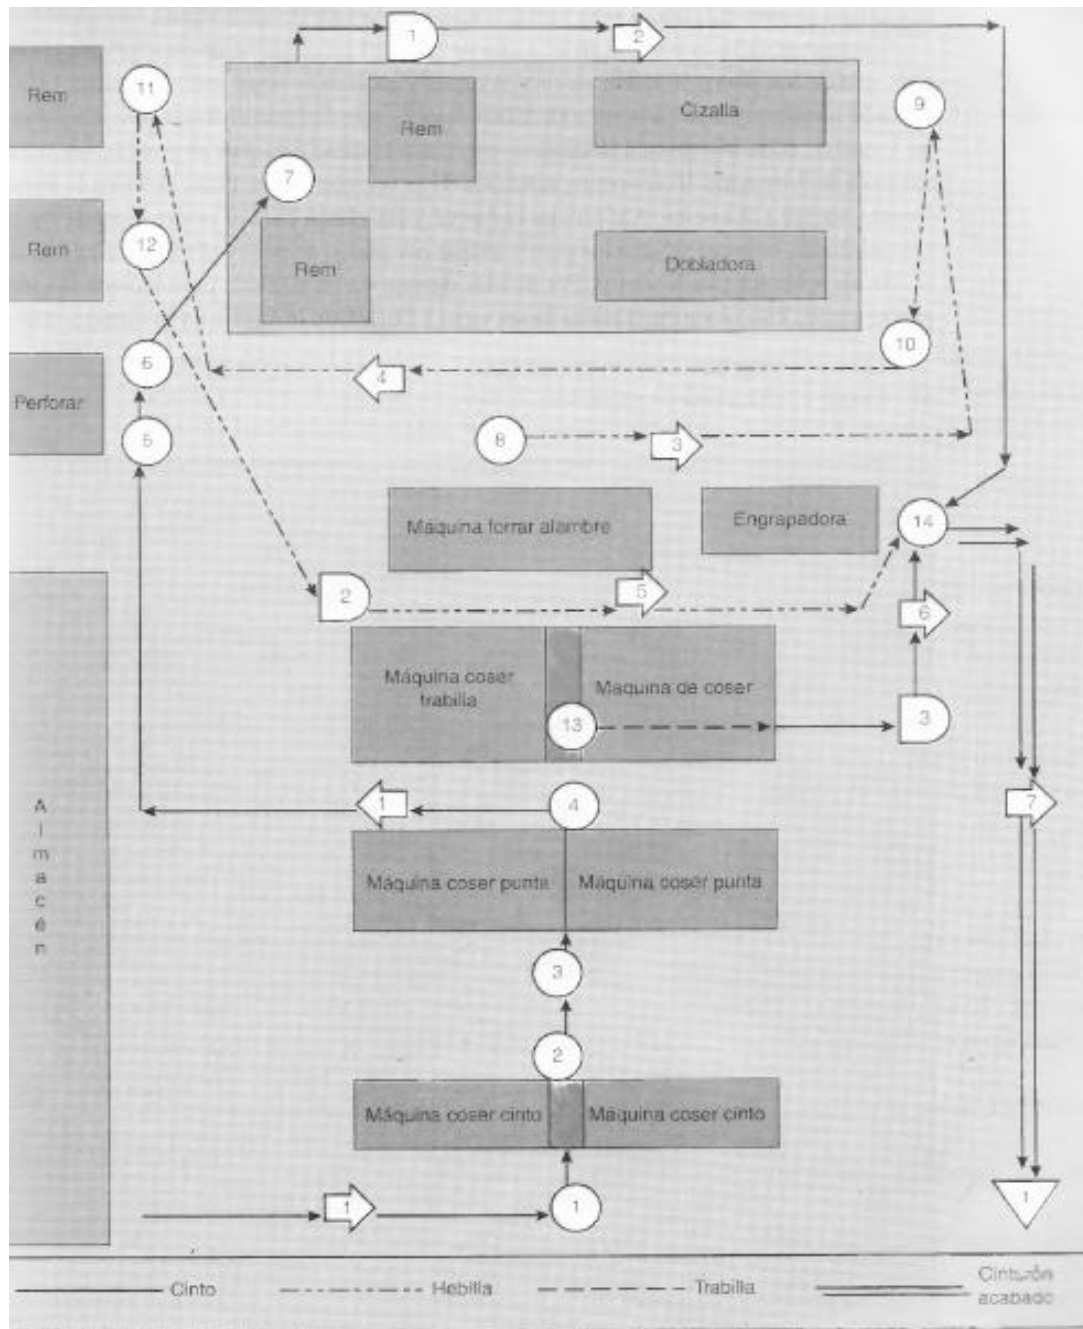 1
2
Rem
11
Rem
Cizalla
9
7
Rem
12
Rem
Dobladora
10
6
4
Perforar
5
8
3
Maquina forrar alambre
Engrapadora
14
2
5
6
Máquina coser
trabilla
Maquina de coser
13
3
1
4
7
Máquina coser punta
Máquina coser punta
A
l
m
a
c
é
n
3
2
Máquina coser cinto
Máquina coser cinto
1
1
1
Cinto
Hebilla
Trabilla
Cinturón
acabado